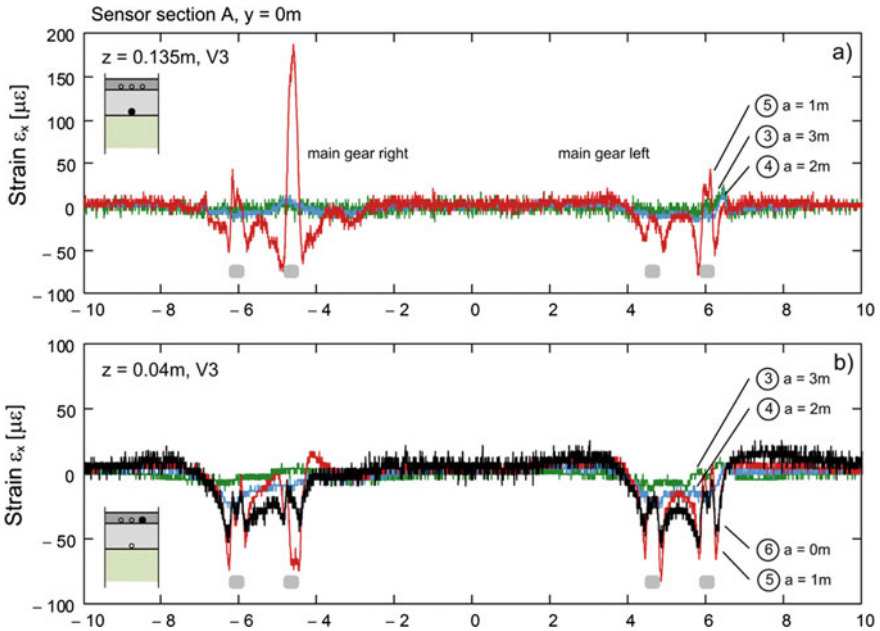 Sensor section A, y = 0m
a)
z = 0.135m, V3
Strain εx [με]
200
150
100
50
0
– 50
– 100
main gear right
main gear left
5 a = 1m
3 a = 3m
4 a = 2m
– 10 – 8 – 6 – 4 – 2 0 2 4 6 8 10
b)
z = 0.04m, V3
Strain εx [με]
100
50
0
– 50
– 100
3 a = 3m
4 a = 2m
6 a = 0m
5 a = 1m
– 10 – 8 – 6 – 4 – 2 0 2 4 6 8 10